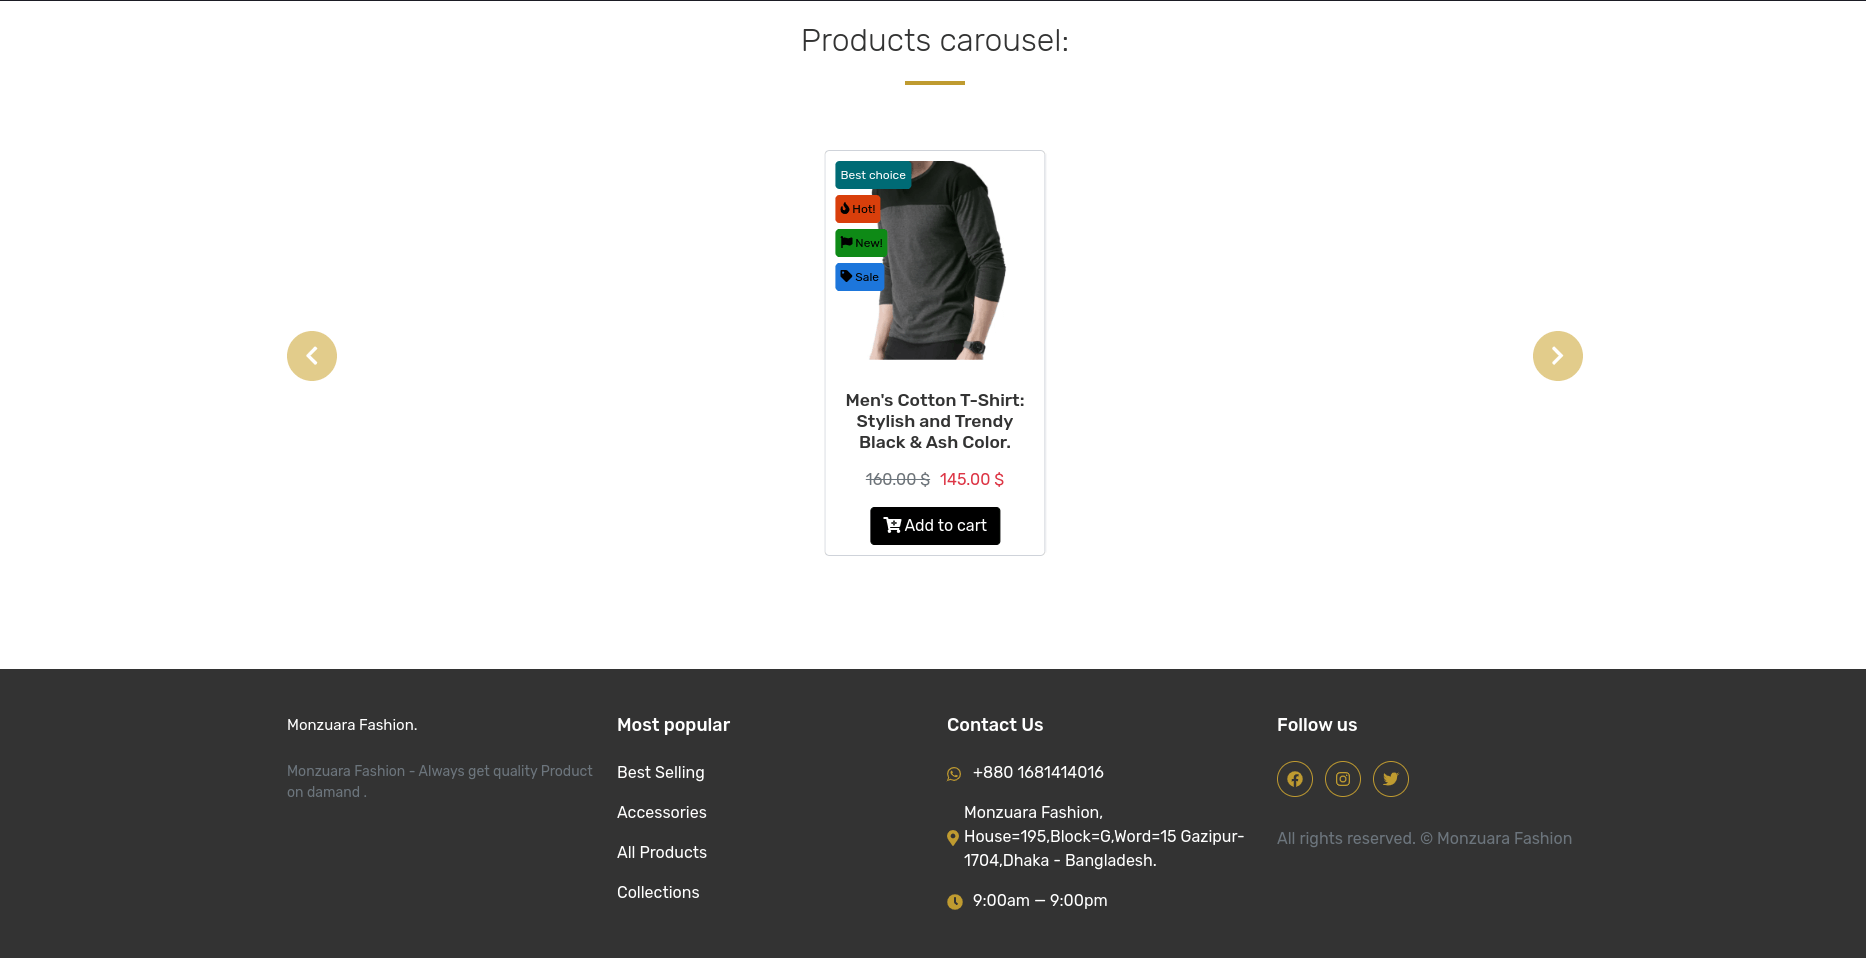 Products carousel:
Best choice
Hot!
New!
Sale
Men's Cotton T-Shirt:
Stylish and Trendy
Black & Ash Color.
160.00 $ 145.00 $
Add to cart
Monzuara Fashion.
Monzuara Fashion - Always get quality Product
on damand .
Most popular
Best Selling
Accessories
All Products
Collections
Contact Us
+880 1681414016
Monzuara Fashion,
House=195,Block=G,Word=15 Gazipur-
1704,Dhaka - Bangladesh.
9:00am — 9:00pm
Follow us
All rights reserved. © Monzuara Fashion